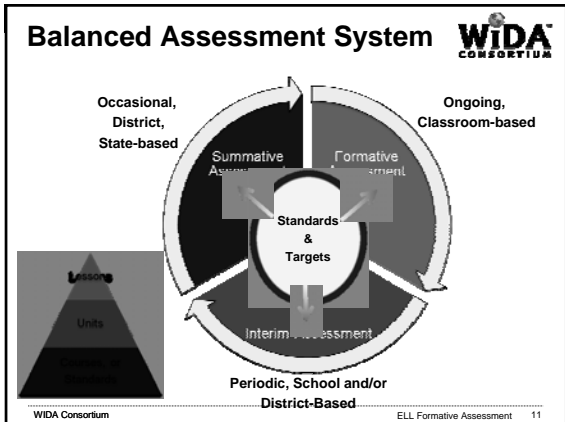 Balanced Assessment System
WIDA
CONSORTIUM
Occasional,
District,
State-based
Ongoing,
Classroom-based
Summative
Formative
Standards
&
Targets
Interim Assessment
Lessons
Units
Standards
Periodic, School and/or
District-Based
WIDA Consortium
ELL Formative Assessment 11